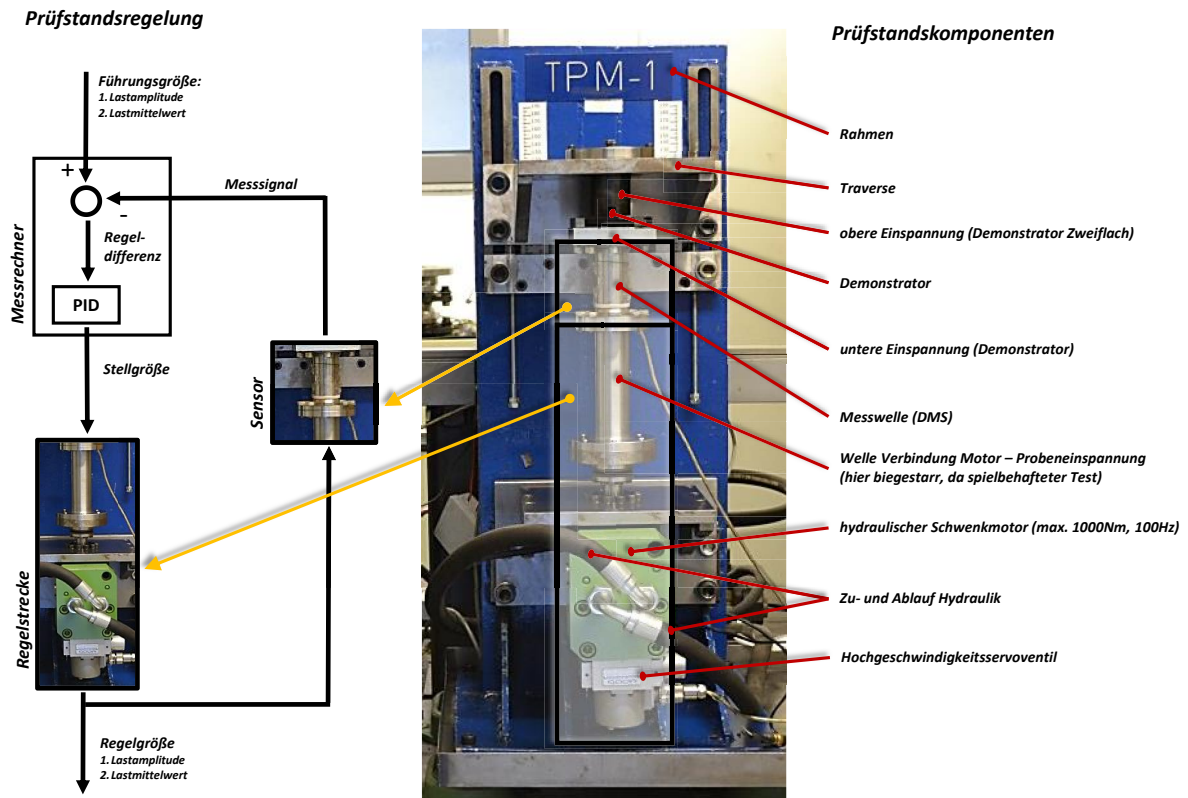 Prüfstandsregelung
Führungsgröße:
1. Lastamplitude
2. Lastmittelwert
+
-
Messsignal
Regel-
differenz
PID
Messrechner
Stellgröße
Sensor
Regelstrecke
Regelgröße
1. Lastamplitude
2. Lastmittelwert
Prüfstandskomponenten
TPM-1
Rahmen
Traverse
obere Einspannung (Demonstrator Zweiflach)
Demonstrator
untere Einspannung (Demonstrator)
Messwelle (DMS)
Welle Verbindung Motor – Probeneinspannung
(hier biegestarr, da spielbehafteter Test)
hydraulischer Schwenkmotor (max. 1000Nm, 100Hz)
Zu- und Ablauf Hydraulik
Hochgeschwindigkeitsservoventil